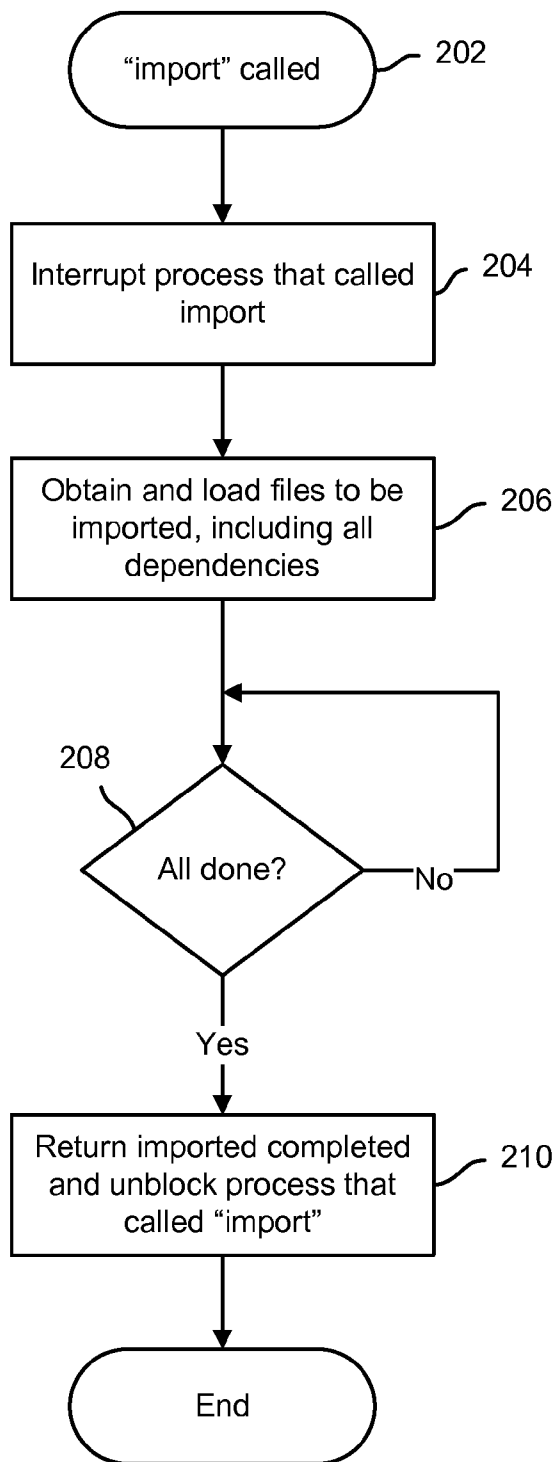 “import” called
202
Interrupt process that called
import
204
Obtain and load files to be
imported, including all
dependencies
206
208
All done?
No
Yes
Return imported completed
and unblock process that
called “import”
210
End